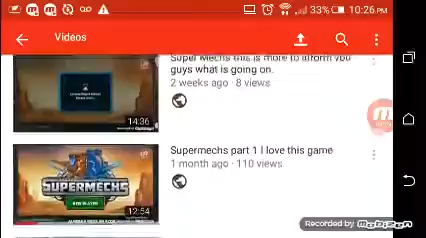 33% 10:26PM
Videos
Super Mechs this is more to inform you
guys what is going on.
2 weeks ago · 8 views
14:36
Supermechs part 1 I love this game
1 month ago · 110 views
SUPERMECHS
12:54
Recorded by Mobizen